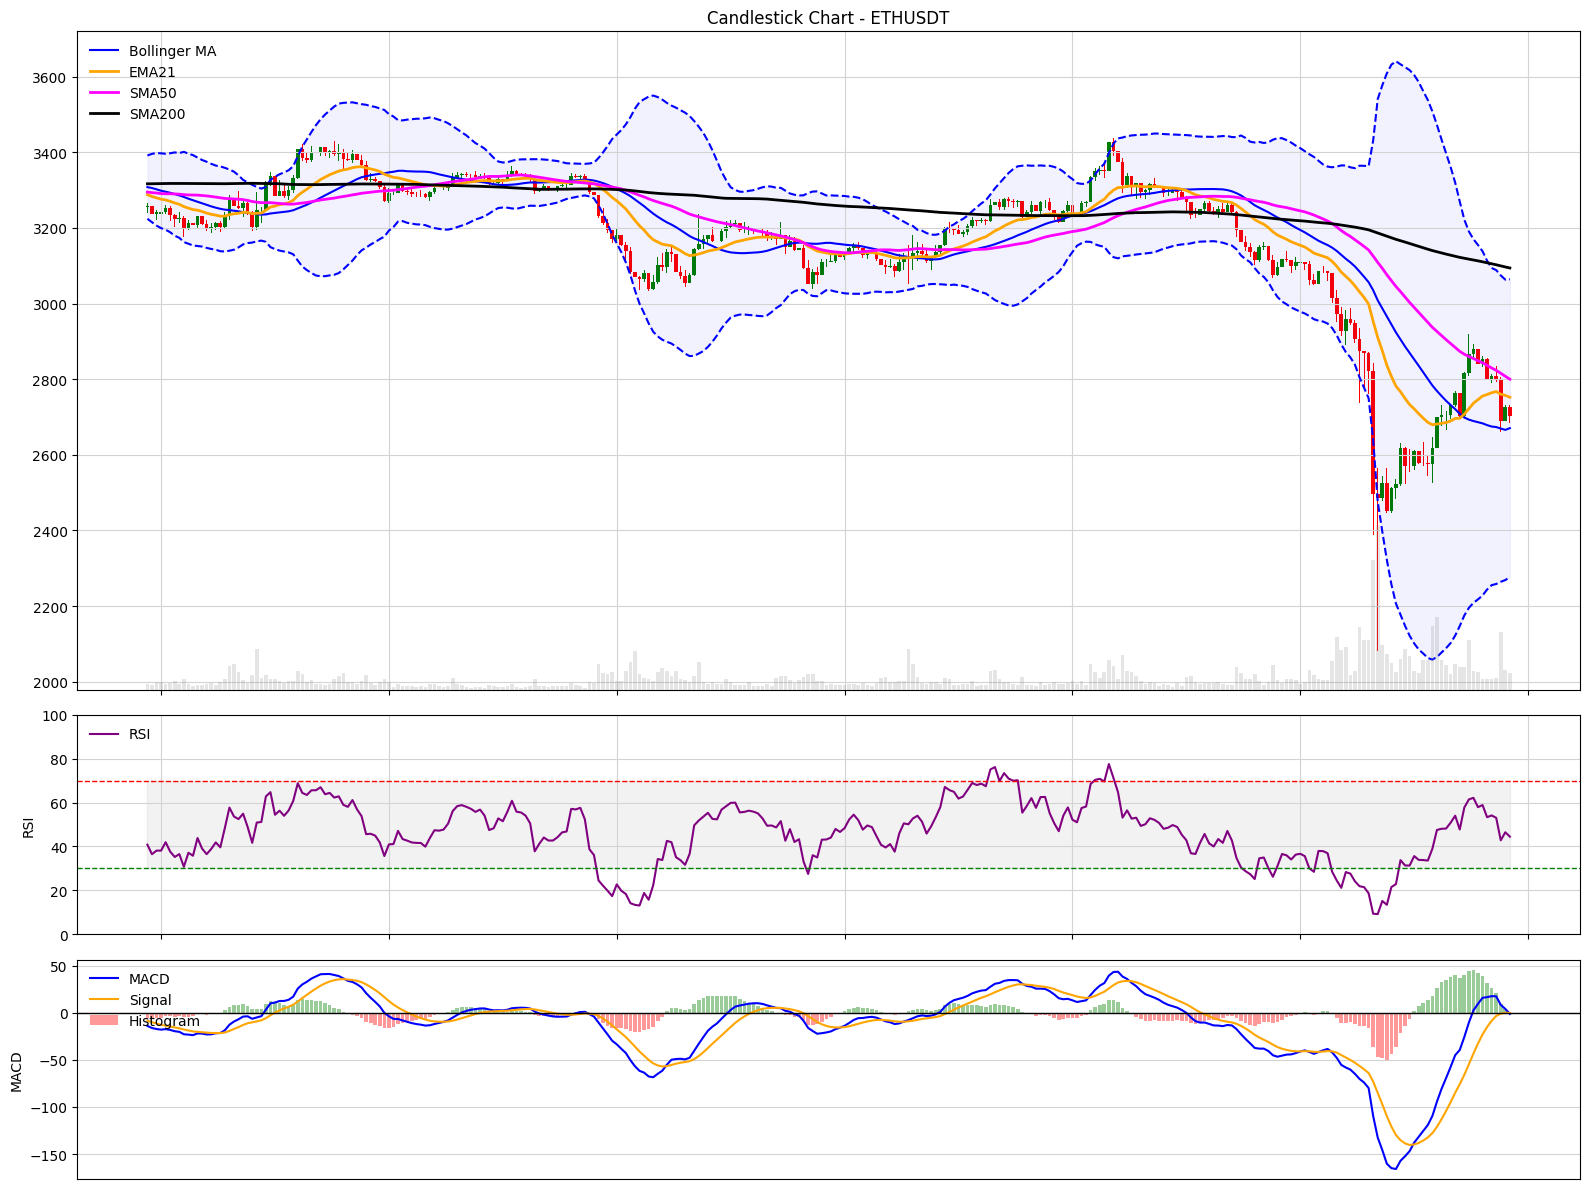 Candlestick Chart - ETHUSDT
Bollinger MA
EMA21
SMA50
SMA200
3600
3400
3200
3000
2800
2600
2400
2200
2000
RSI
100
80
60
40
20
0
RSI
MACD
Signal
Histogram
50
0
−50
−100
−150
MACD